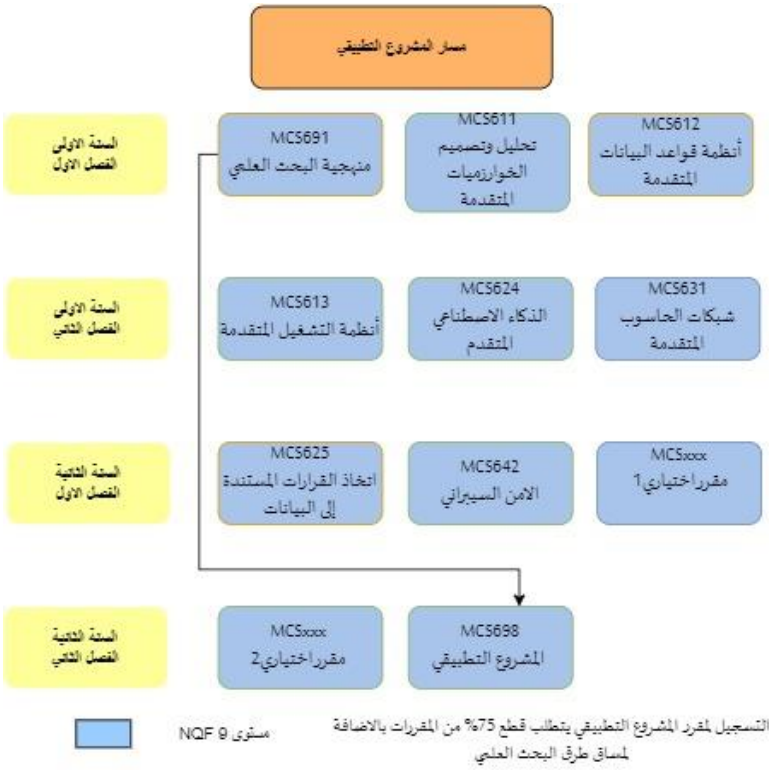 مسار المشروع التطبيقي
السنة الاولى
الفصل الاول
MCS612
أنظمة قواعد البيانات
المتقدمة
MCS611
تحليل وتصميم
الخوارزميات
المتقدمة
MCS691
منهجية البحث العلمي
السنة الاولى
الفصل الثاني
MCS631
شبكات الحاسوب
المتقدمة
MCS624
الذكاء الاصطناعي
المتقدم
MCS613
أنظمة التشغيل المتقدمة
السنة الثانية
الفصل الاول
MCSxxx
مقرراختياري1
MCS642
الامن السيبراني
MCS625
اتخاذ القرارات المستندة
إلى البيانات
السنة الثانية
الفصل الثاني
MCS698
المشروع التطبيقي
MCSxxx
مقرراختياري2
التسجيل لمقرر المشروع التطبيقي يتطلب قطع 75% من المقررات بالاضافة
لمساق طرق البحث العلمي
مستوى NQF 9